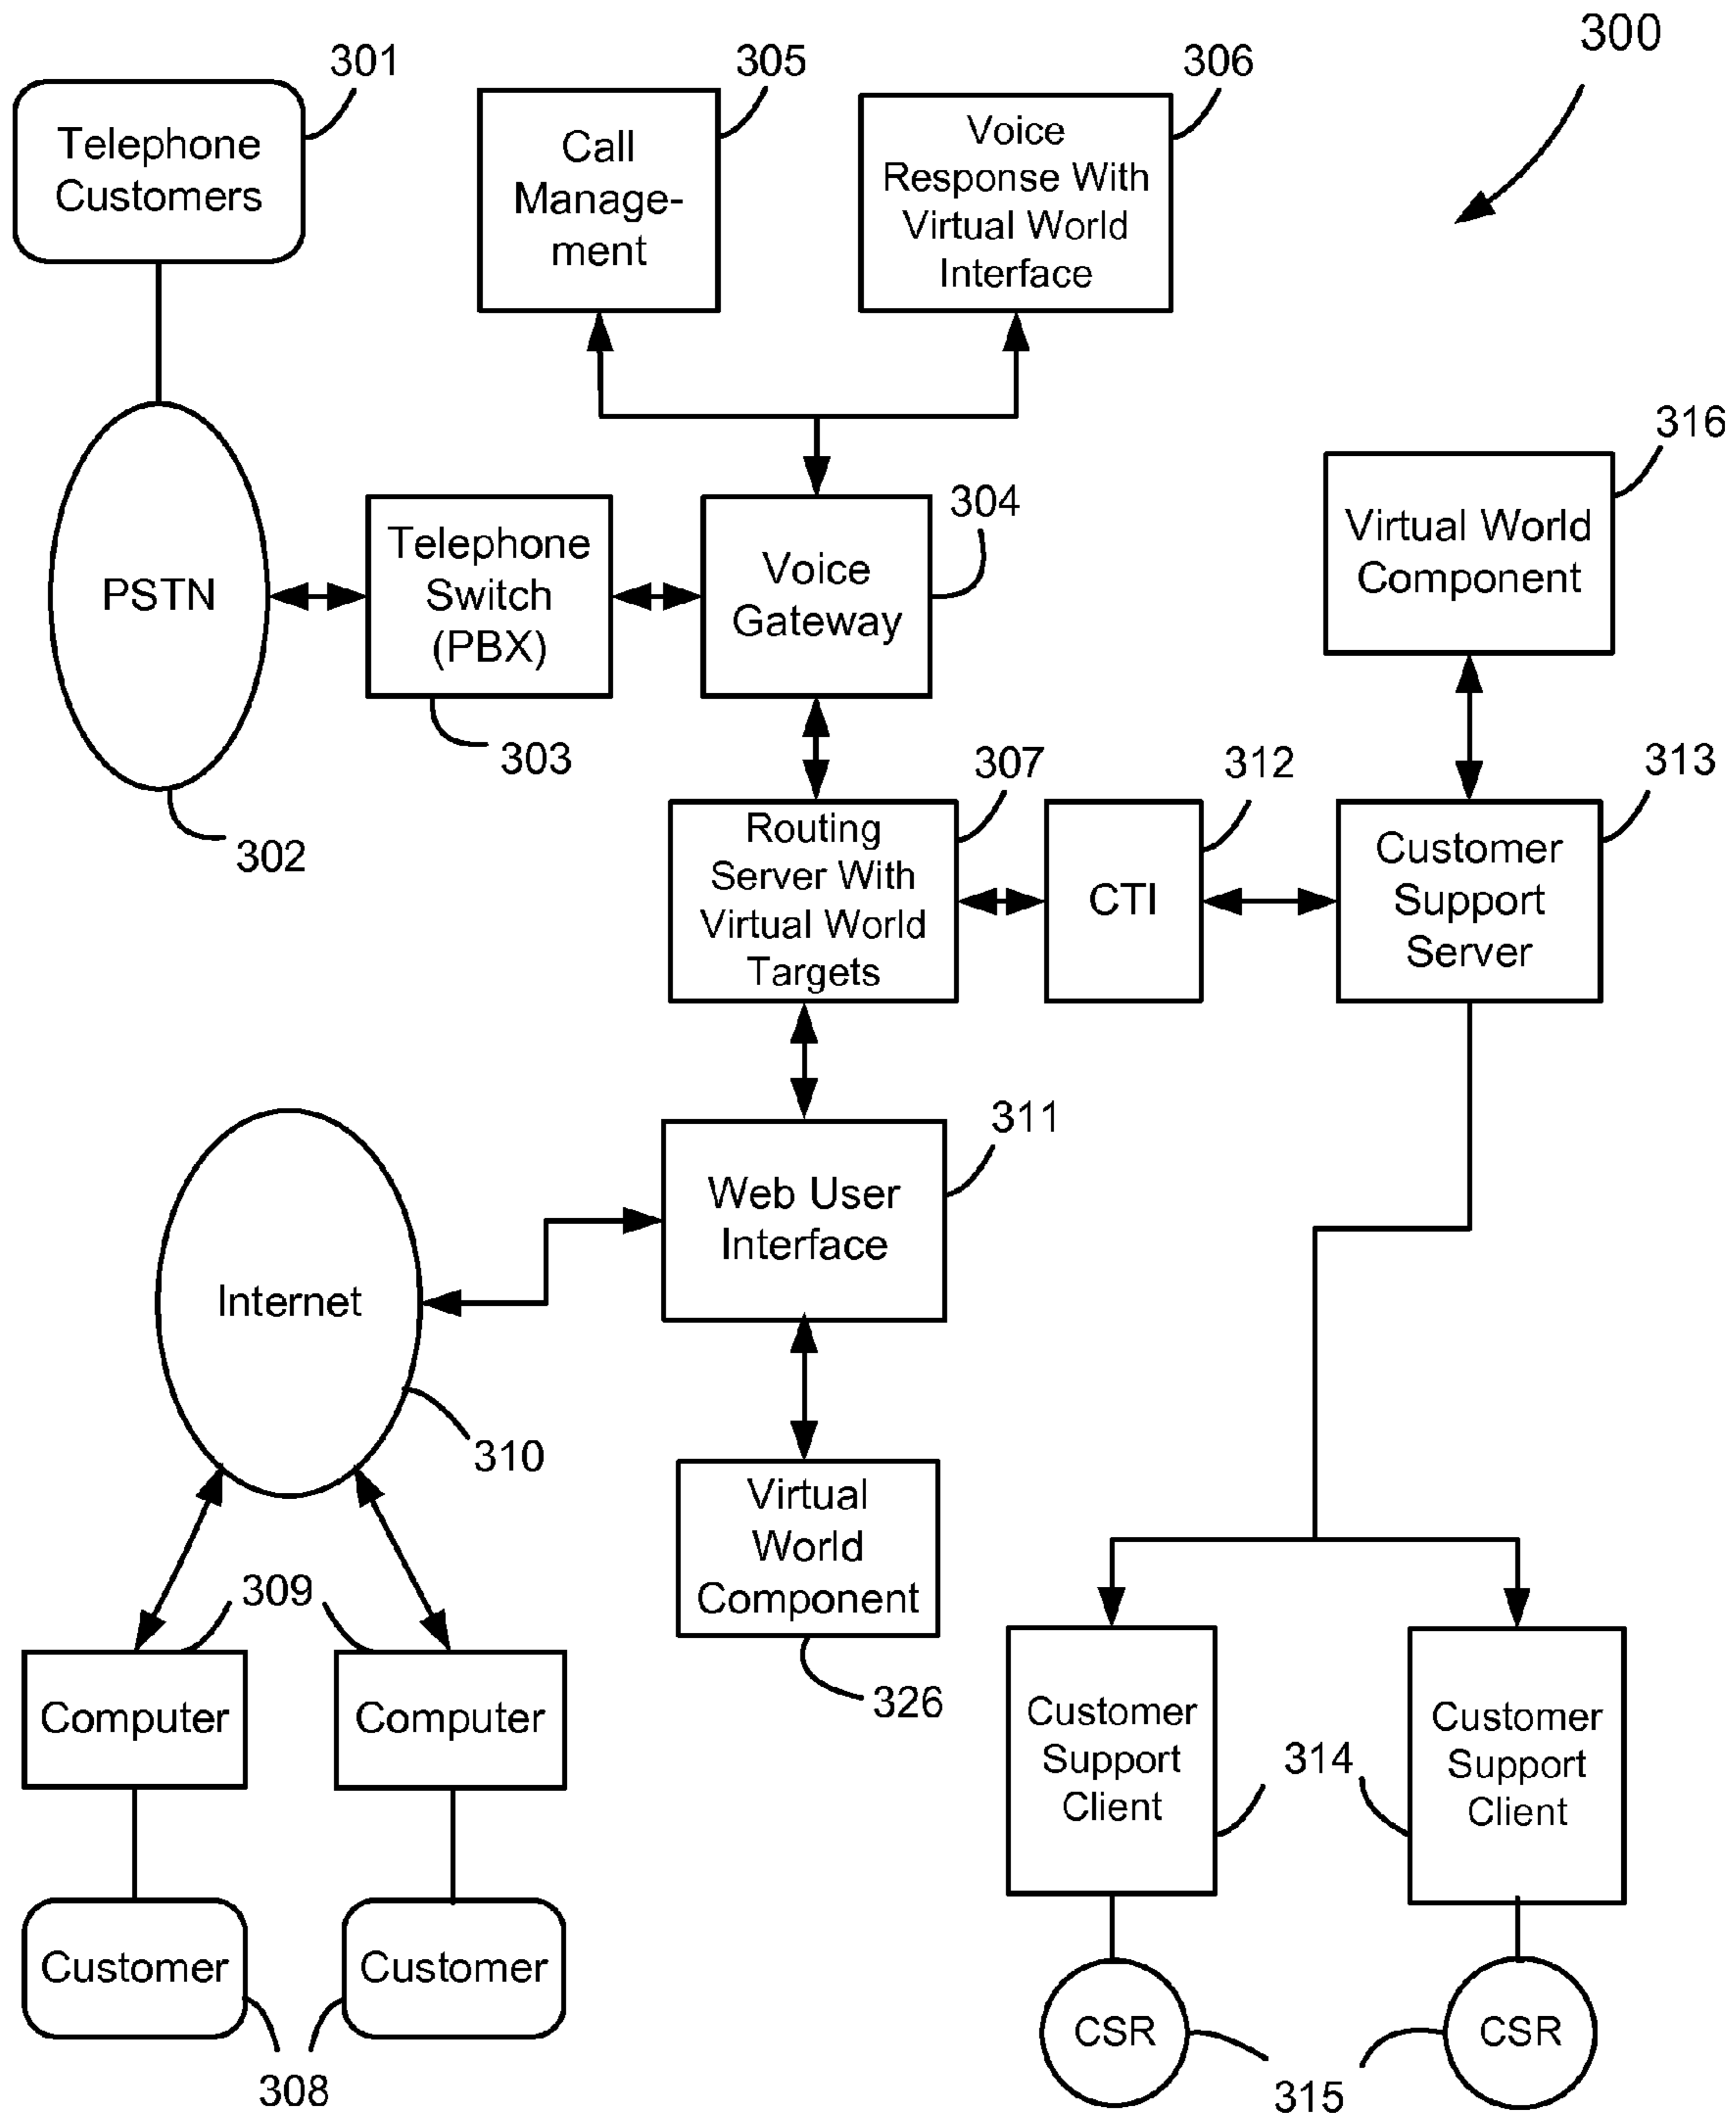 300
301
Telephone
Customers
305
Call
Manage-
ment
306
Voice
Response With
Virtual World
Interface
PSTN
302
Telephone
Switch
(PBX)
303
304
Voice
Gateway
316
Virtual World
Component
307
Routing
Server With
Virtual World
Targets
312
CTI
313
Customer
Support
Server
311
Web User
Interface
Internet
310
Virtual
World
Component
326
309
Computer
Computer
Customer
Customer
308
Customer
Support
Client
314
Customer
Support
Client
CSR
CSR
315